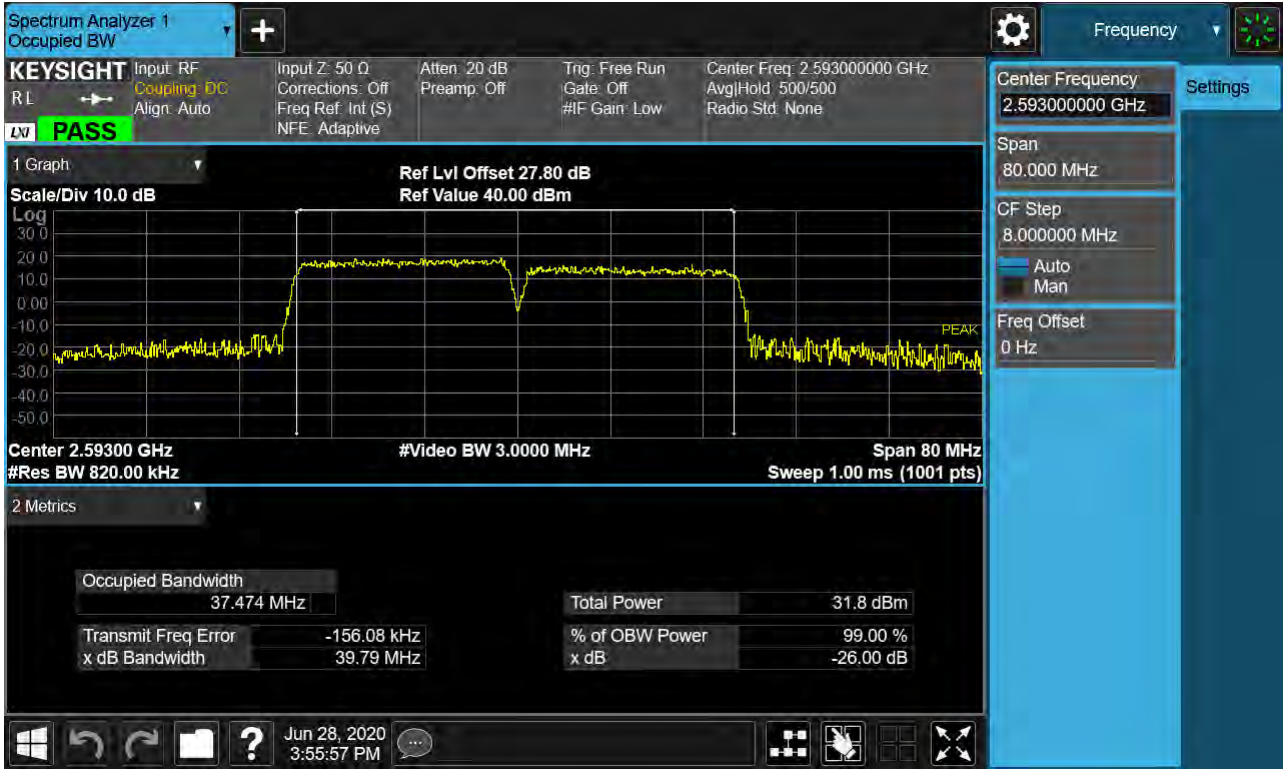 Spectrum Analyzer 1
Occupied BW
+
Frequency
KEYSIGHT
RL
LXI PASS
Input: RF
Coupling: DC
Align: Auto
Input Z: 50 Ω
Corrections: Off
Freq Ref: Int (S)
NFE: Adaptive
Atten: 20 dB
Preamp: Off
Trig: Free Run
Gate: Off
#IF Gain: Low
Center Freq: 2.593000000 GHz
Avg|Hold: 500/500
Radio Std: None
Center Frequency
2.593000000 GHz
Settings
Span
80.000 MHz
CF Step
8.000000 MHz
Auto
Man
Freq Offset
0 Hz
1 Graph
Scale/Div 10.0 dB
Ref Lvl Offset 27.80 dB
Ref Value 40.00 dBm
Log
30.0
20.0
10.0
0.00
-10.0
-20.0
-30.0
-40.0
-50.0
PEAK
Center 2.59300 GHz
#Video BW 3.0000 MHz
Span 80 MHz
#Res BW 820.00 kHz
Sweep 1.00 ms (1001 pts)
2 Metrics
Occupied Bandwidth
37.474 MHz
Total Power 31.8 dBm
Transmit Freq Error -156.08 kHz
% of OBW Power 99.00 %
x dB Bandwidth 39.79 MHz
x dB -26.00 dB
?
Jun 28, 2020
3:55:57 PM